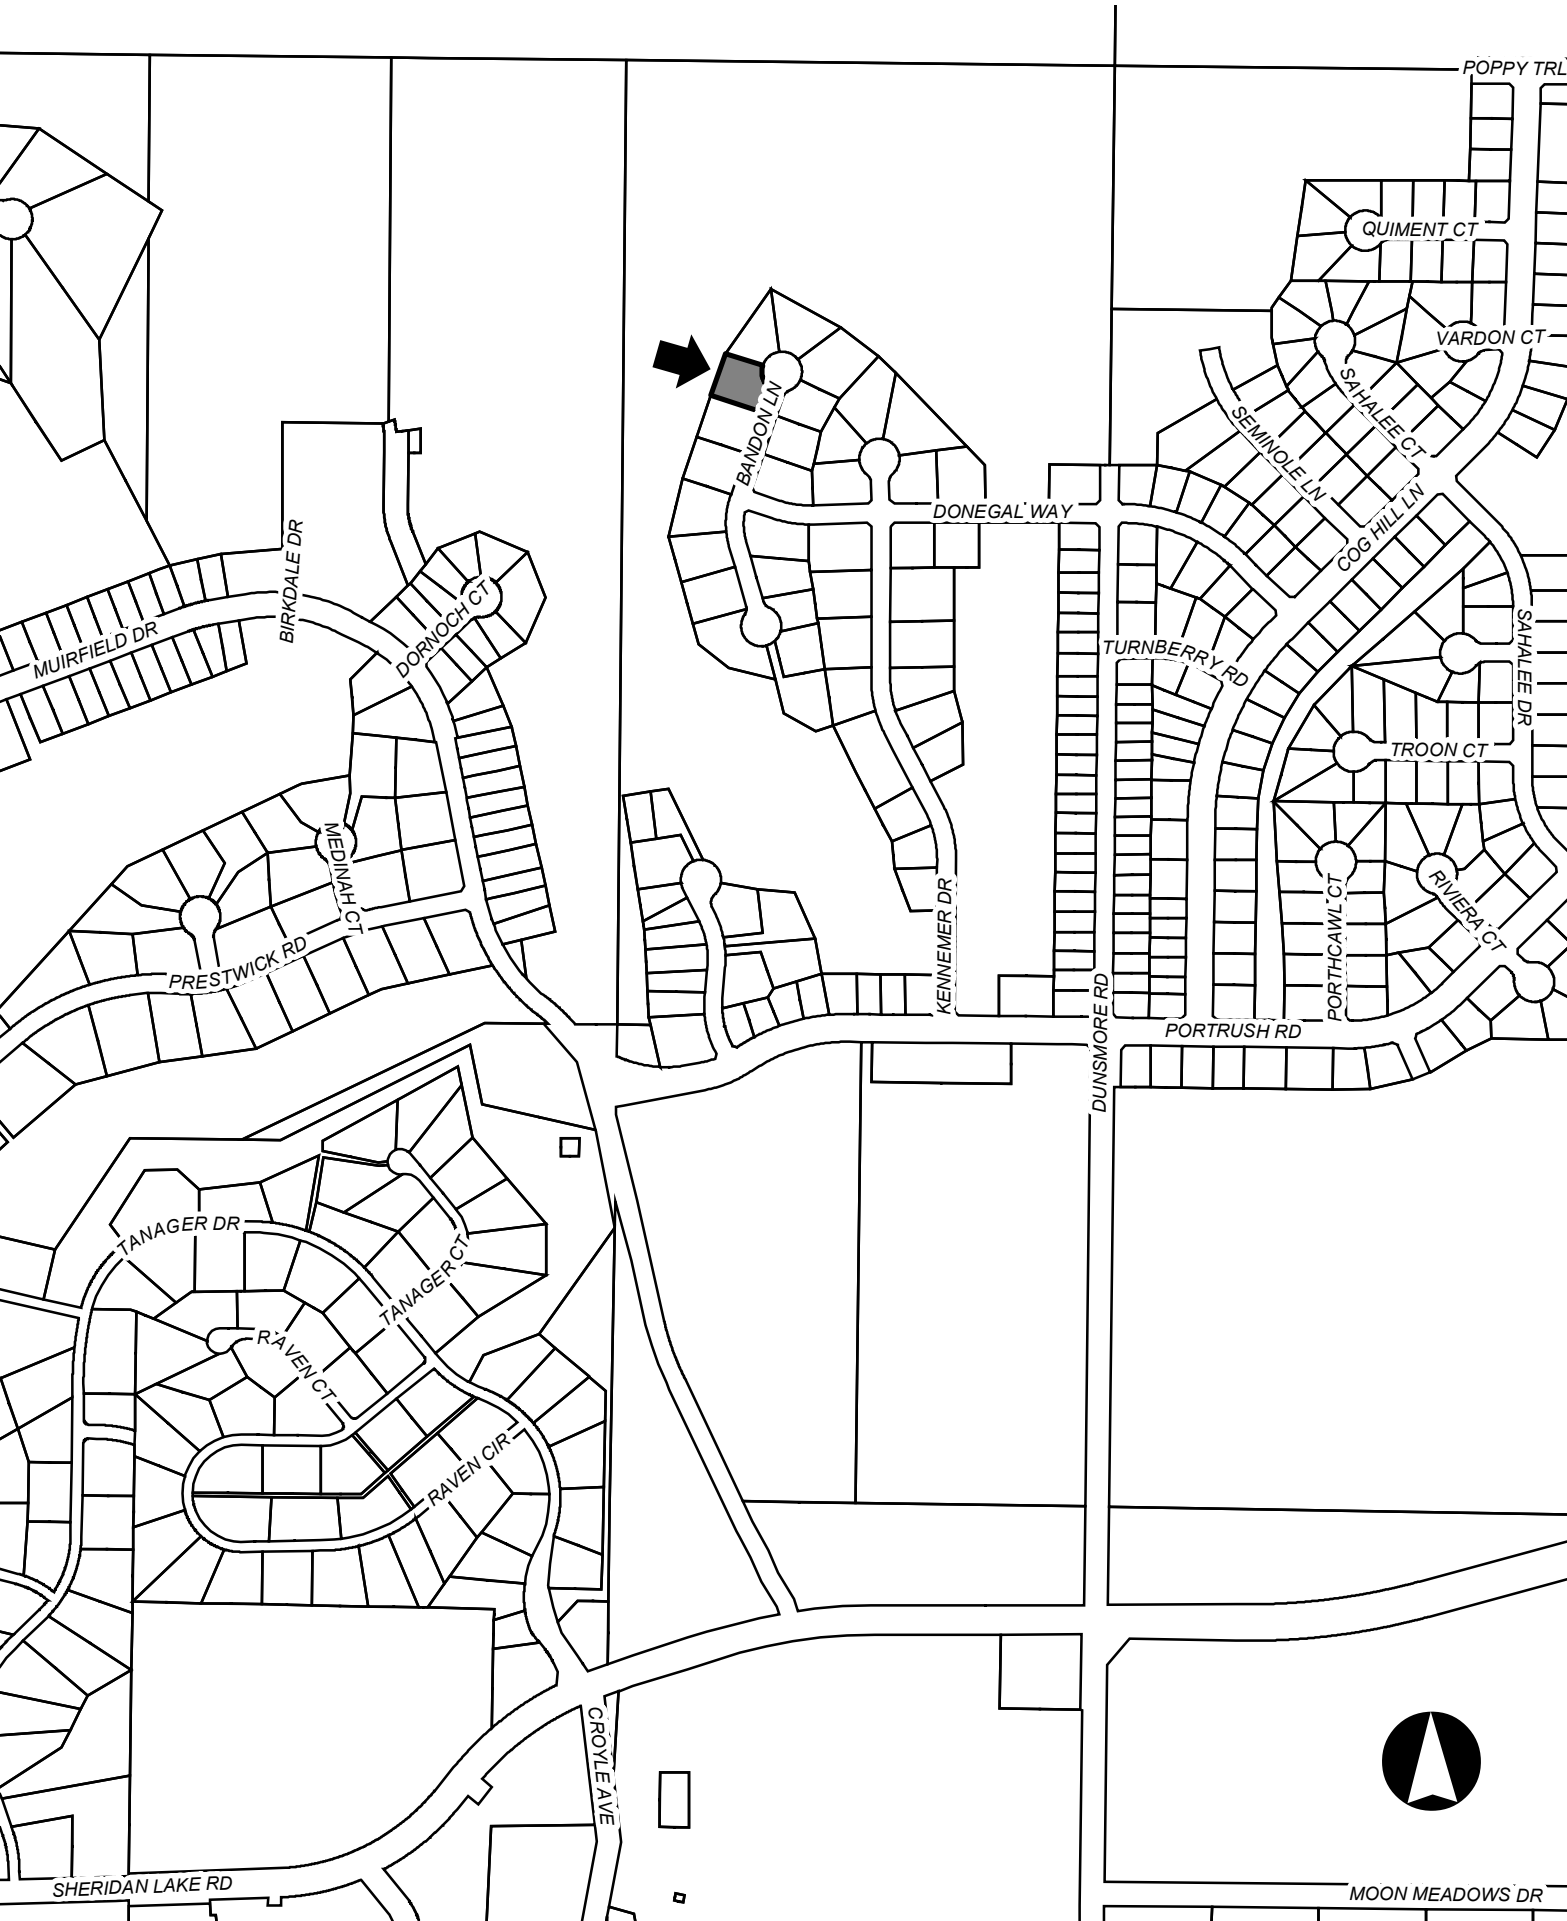 POPPY TRL
QUIMENT CT
VARDON CT
SAHALEE CT
BANDON LN
SEMINOLE LN
DONEGAL WAY
COG HILL LN
BIRKDALE DR
DORNOCH CT
MUIRFIELD DR
TURNBERRY RD
SAHALEE DR
TROON CT
MEDINAH CT
RIVIERA CT
KENNEMER DR
PORTHCAWL CT
PRESTWICK RD
DUNSMORE RD
PORTRUSH RD
TANAGER DR
TANAGER CT
RAVEN CT
RAVEN CIR
CROYLE AVE
SHERIDAN LAKE RD
MOON MEADOWS DR